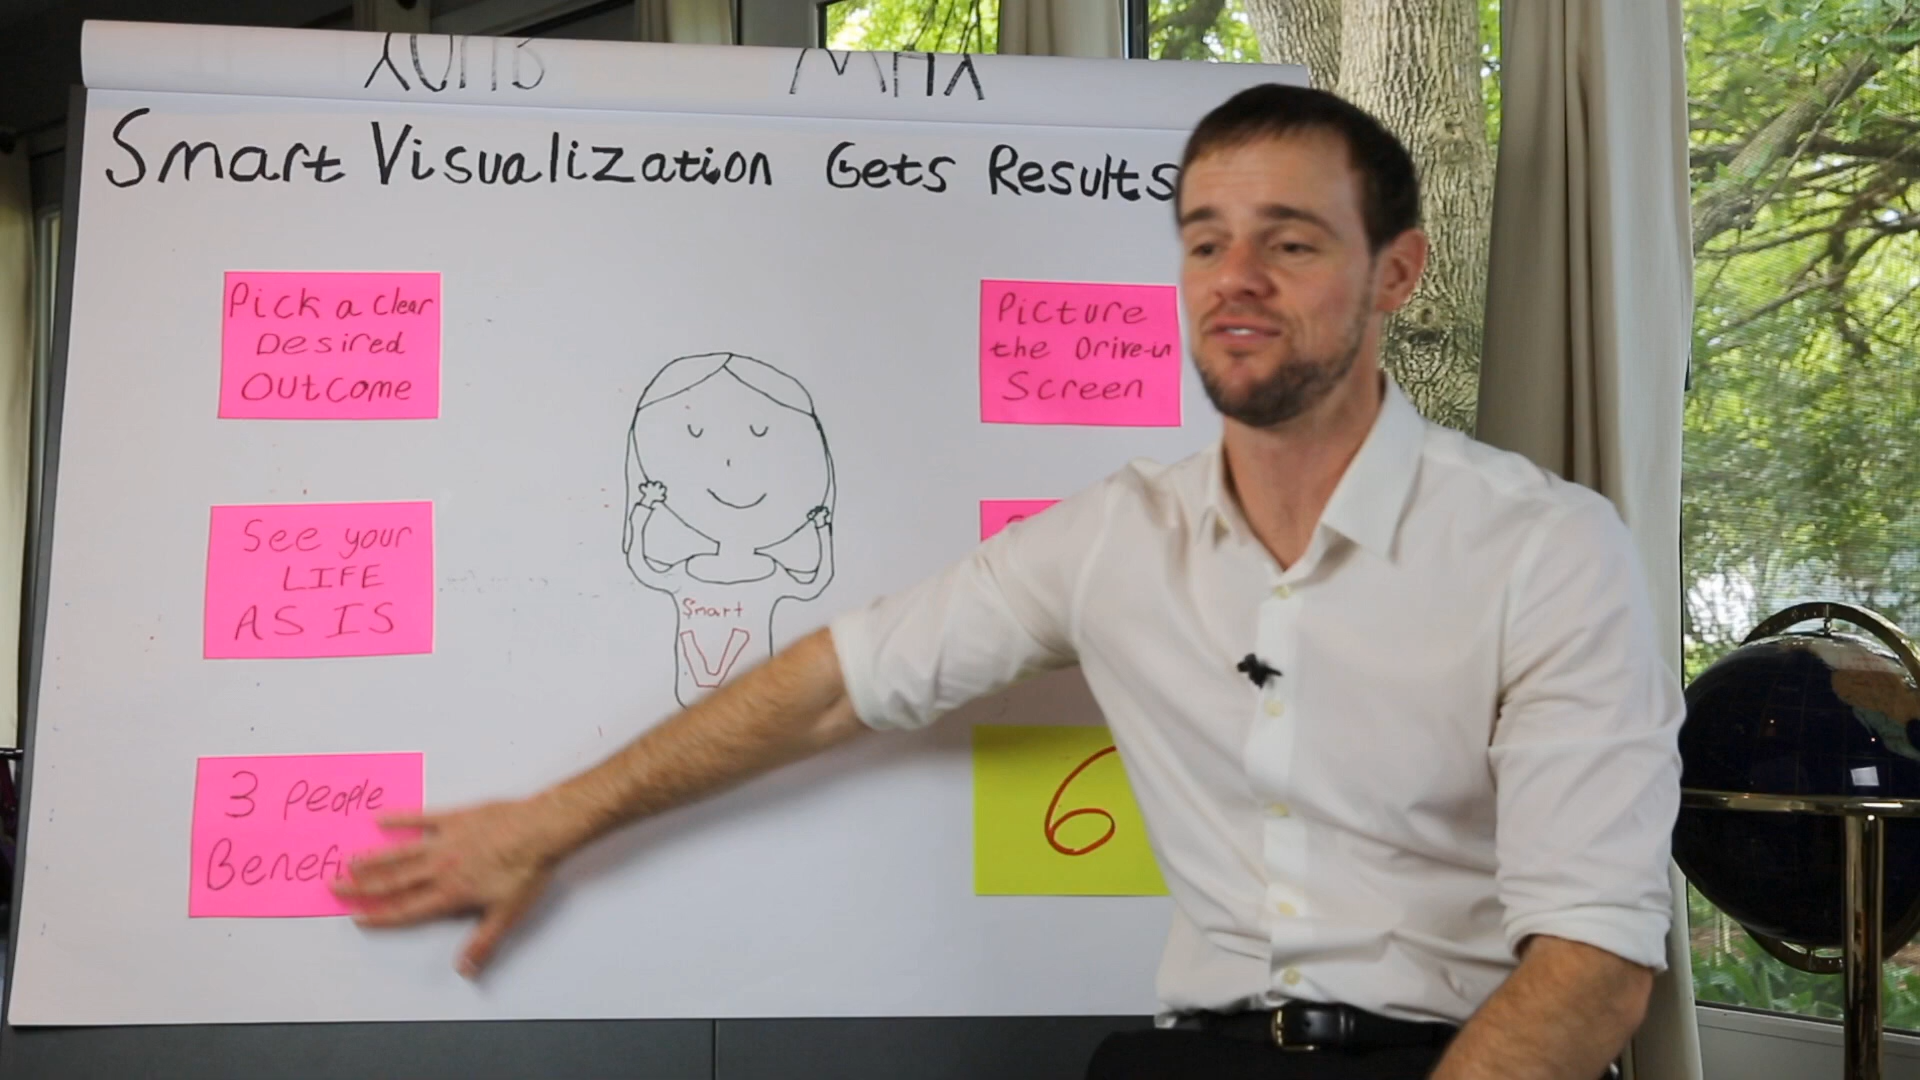 Smart Visualization Gets Results
Pick a clear
Desired
Outcome
See your
LIFE
AS IS
3 People
Picture
the Drive-in
Screen
6
Smart
V